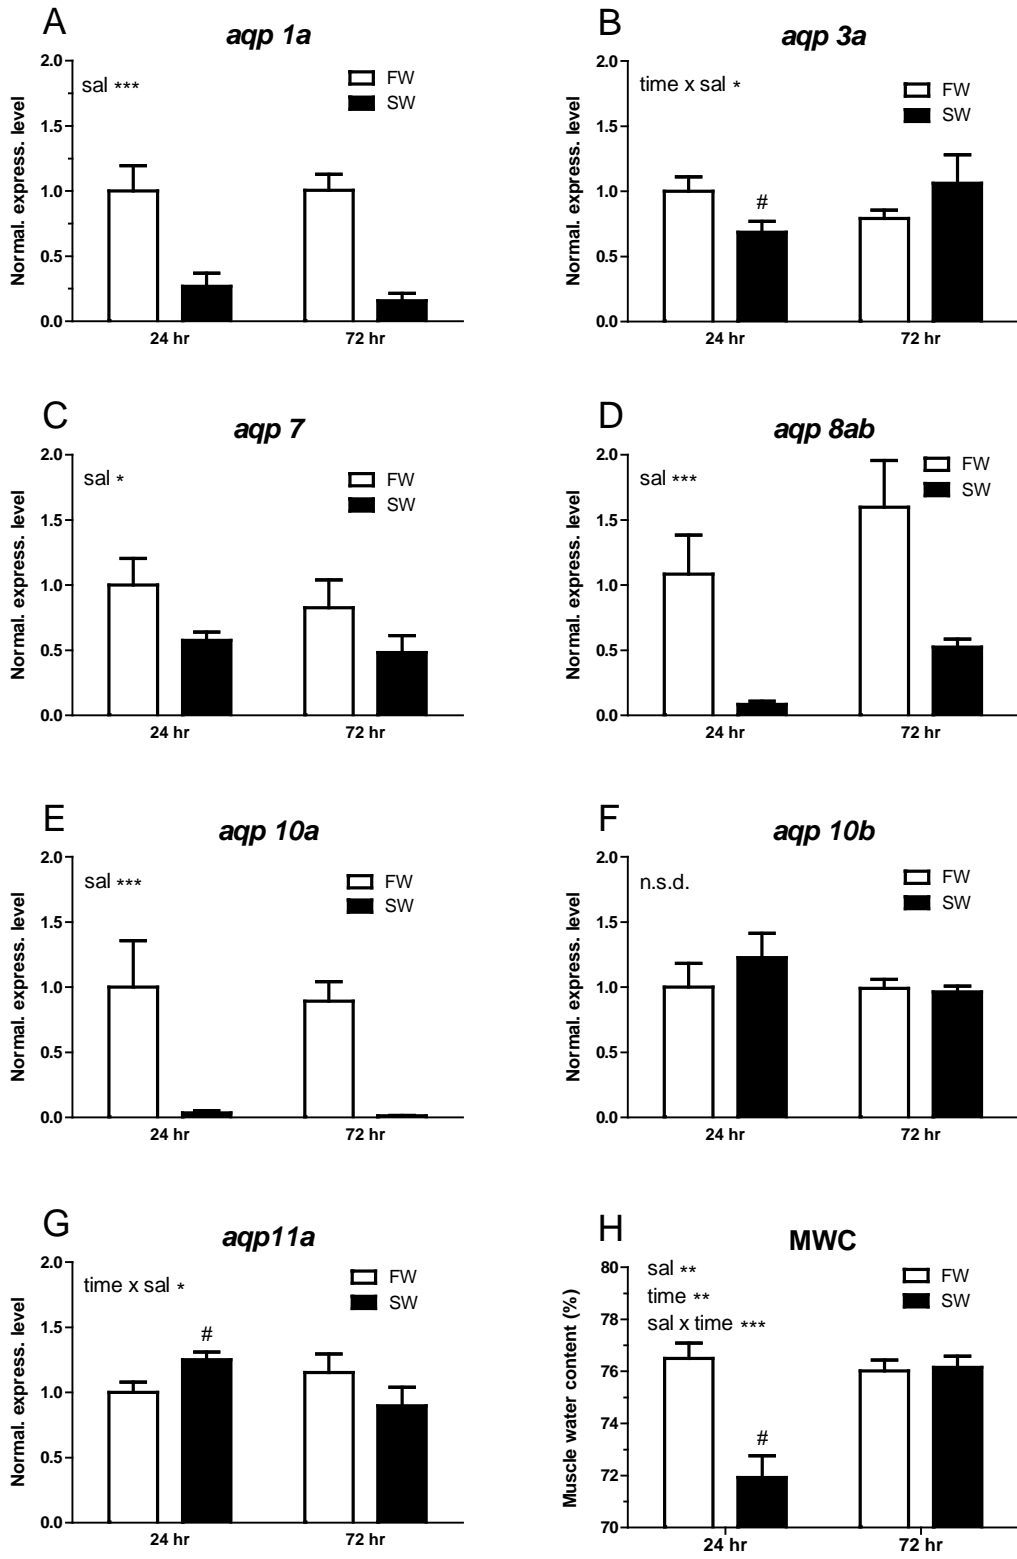 A
aqp 1a
Normal. express. level
2.0
1.5
1.0
0.5
0.0
sal ***
FW
SW
24 hr
72 hr
B
aqp 3a
Normal. express. level
2.0
1.5
1.0
0.5
0.0
time x sal *
FW
SW
#
24 hr
72 hr
C
aqp 7
Normal. express. level
2.0
1.5
1.0
0.5
0.0
sal *
FW
SW
24 hr
72 hr
D
aqp 8ab
Normal. express. level
2.0
1.5
1.0
0.5
0.0
sal ***
FW
SW
24 hr
72 hr
E
aqp 10a
Normal. express. level
2.0
1.5
1.0
0.5
0.0
sal ***
FW
SW
24 hr
72 hr
F
aqp 10b
Normal. express. level
2.0
1.5
1.0
0.5
0.0
n.s.d.
FW
SW
24 hr
72 hr
G
aqp11a
Normal. express. level
2.0
1.5
1.0
0.5
0.0
time x sal *
FW
SW
#
24 hr
72 hr
H
MWC
Muscle water content (%)
80
78
76
74
72
70
sal **
time **
sal x time ***
FW
SW
#
24 hr
72 hr